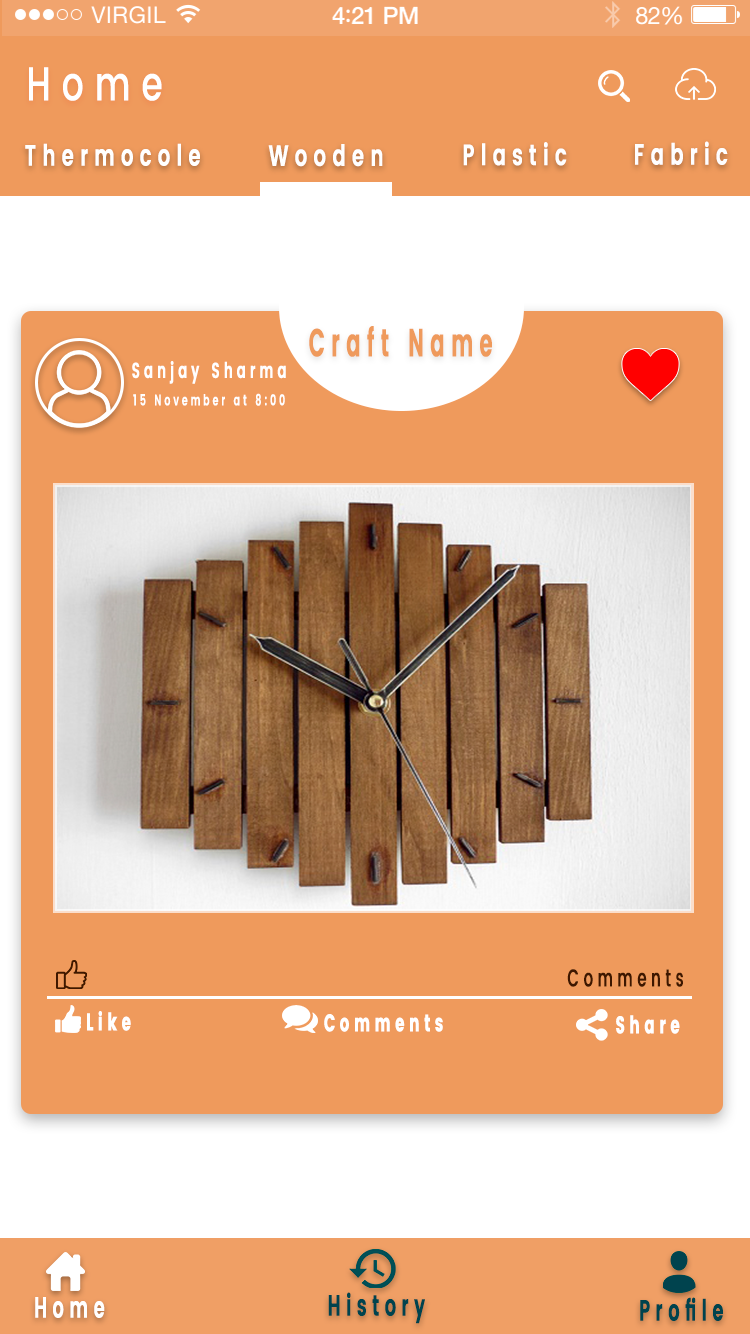 VIRGIL 4:21 PM 82%
Home
Thermocole Wooden Plastic Fabric
Craft Name
Sanjay Sharma
15 November at 8:00
Comments
Like Comments Share
Home History Profile